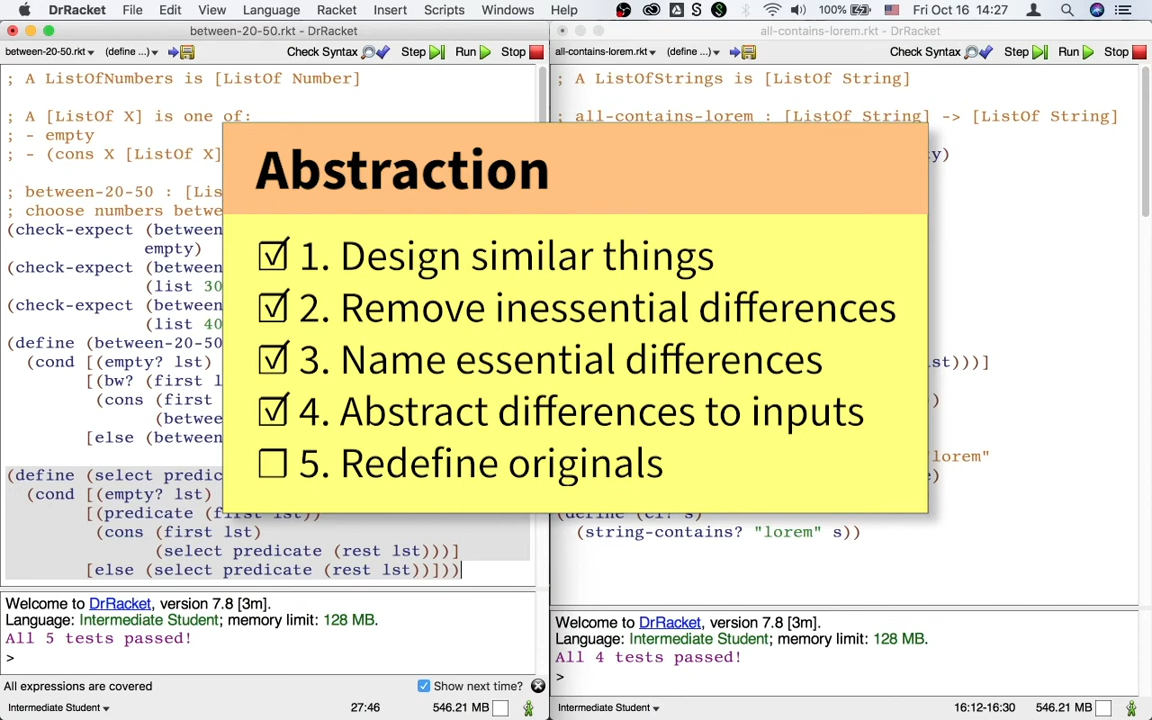 DrRacket File Edit View Language Racket Insert Scripts Windows Help 100% Fri Oct 16 14:27
between-20-50.rkt - DrRacket
between-20-50.rkt (define ...) Check Syntax Step Run Stop
; A ListOfNumbers is [ListOf Number]
; A [ListOf X] is one of:
; - empty
; - (cons X [ListOf X]
; between-20-50 : [Lis
; choose numbers betwe
(check-expect (between
empty)
(check-expect (between
(list 30
(check-expect (between
(list 40
(define (between-20-50
(cond [(empty? lst)
[(bw? (first l
(cons (first
(betwee
[else (between
(define (select predic
(cond [(empty? lst)
[(predicate (first lst))
(cons (first lst)
(select predicate (rest lst)))]
[else (select predicate (rest lst))]))
Welcome to DrRacket, version 7.8 [3m].
Language: Intermediate Student; memory limit: 128 MB.
All 5 tests passed!
>
All expressions are covered Show next time?
Intermediate Student 27:46 546.21 MB
all-contains-lorem.rkt - DrRacket
all-contains-lorem.rkt (define ...) Check Syntax Step Run Stop
; A ListOfStrings is [ListOf String]
; all-contains-lorem : [ListOf String] -> [ListOf String]
y)
st)))]
)
"lorem"
)
(define (cl? s)
(string-contains? "lorem" s))
Welcome to DrRacket, version 7.8 [3m].
Language: Intermediate Student; memory limit: 128 MB.
All 4 tests passed!
>
Intermediate Student 16:12-16:30 546.21 MB
Abstraction
☑ 1. Design similar things
☑ 2. Remove inessential differences
☑ 3. Name essential differences
☑ 4. Abstract differences to inputs
☐ 5. Redefine originals